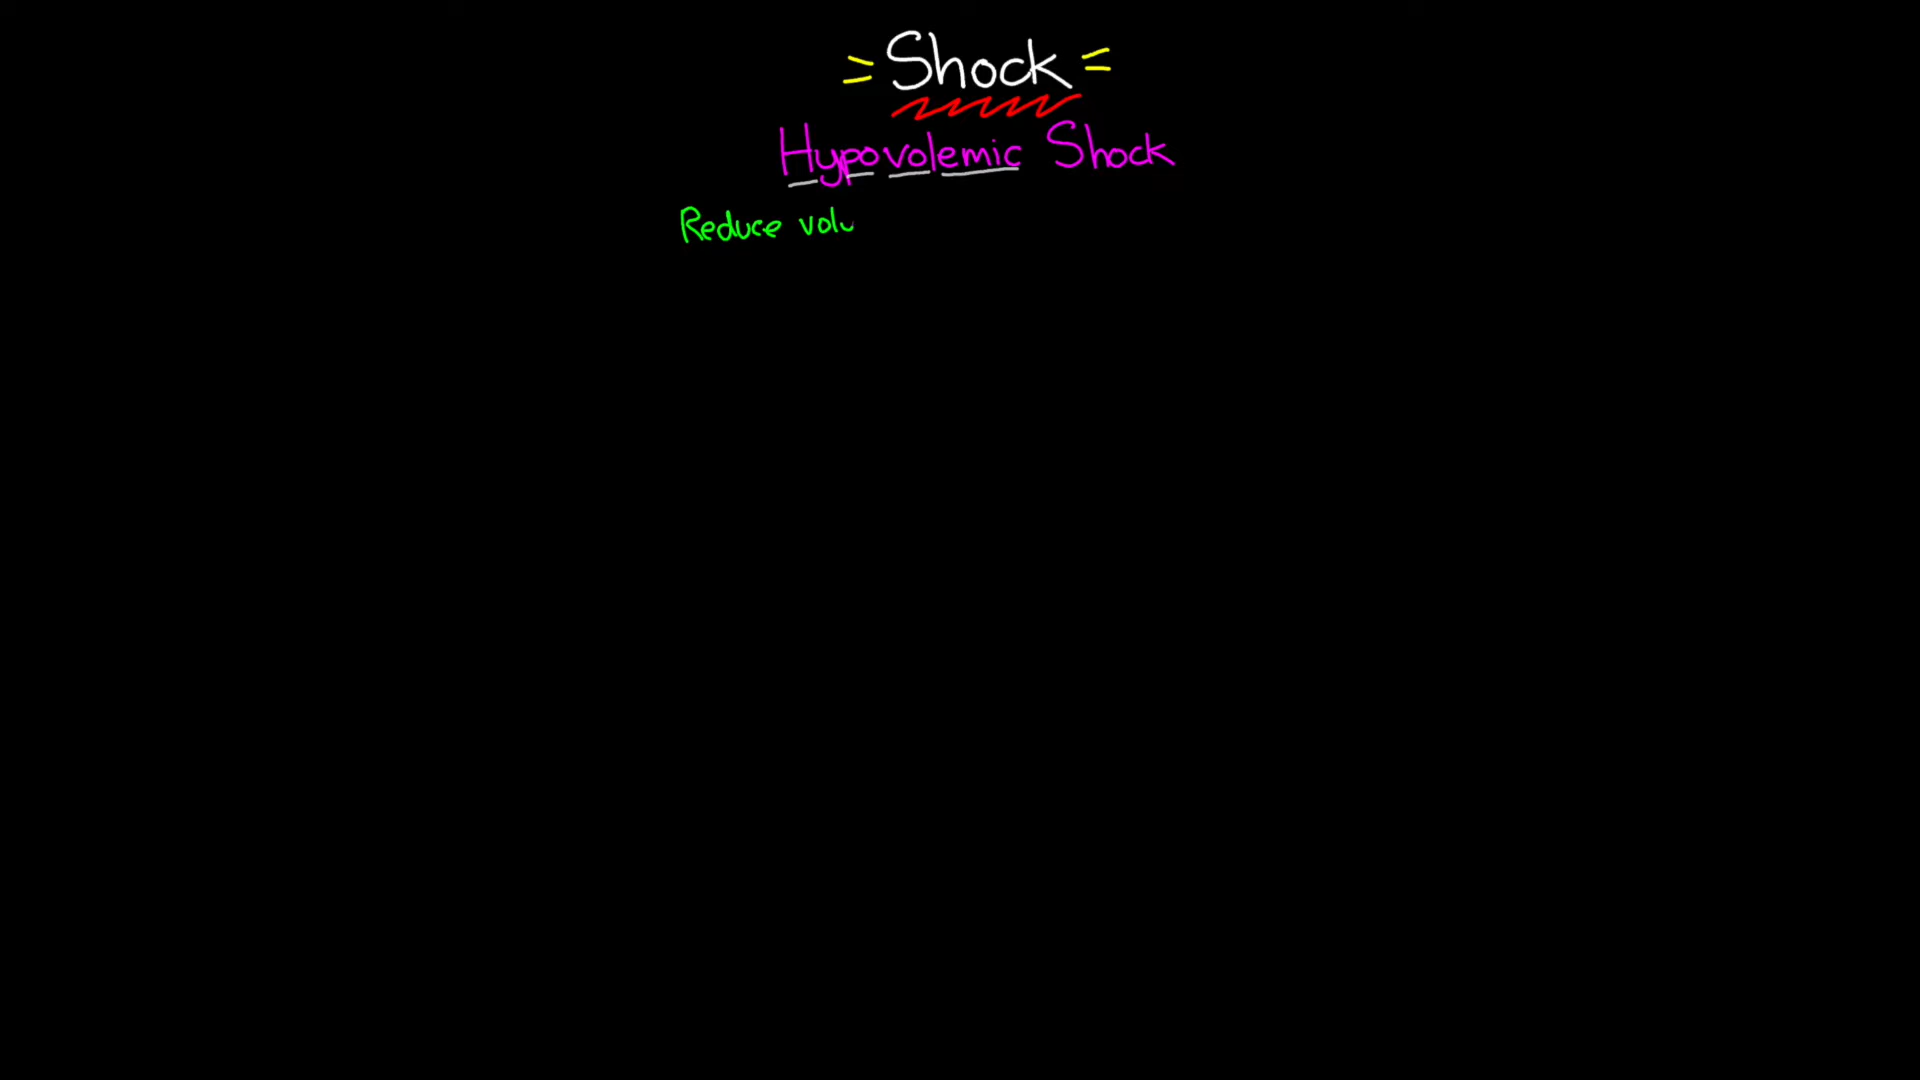 = Shock =
Hypovolemic Shock
Reduce volu